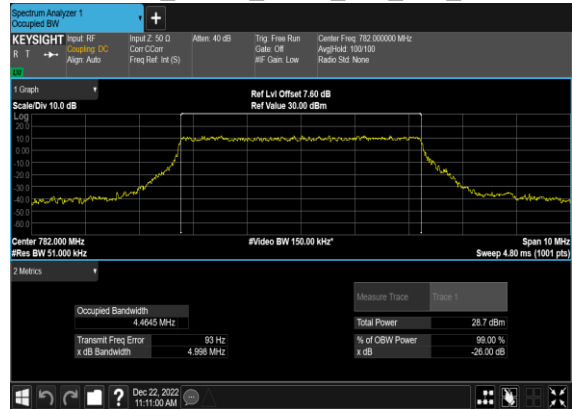 Spectrum Analyzer 1
Occupied BW
+
KEYSIGHT Input: RF Input Z: 50 Ω Atten: 40 dB Trig: Free Run Center Freq: 782.000000 MHz
R T Coupling: DC Corr CCorr Gate: Off Avg|Hold: 100/100
Align: Auto Freq Ref: Int (S) #IF Gain: Low Radio Std: None
1 Graph
Ref Lvl Offset 7.60 dB
Scale/Div 10.0 dB Ref Value 30.00 dBm
Log
20.0
10.0
0.00
-10.0
-20.0
-30.0
-40.0
-50.0
-60.0
Center 782.000 MHz #Video BW 150.00 kHz* Span 10 MHz
#Res BW 51.000 kHz Sweep 4.80 ms (1001 pts)
2 Metrics
Measure Trace Trace 1
Occupied Bandwidth
4.4645 MHz Total Power 28.7 dBm
Transmit Freq Error 93 Hz % of OBW Power 99.00 %
x dB Bandwidth 4.998 MHz x dB -26.00 dB
? Dec 22, 2022
11:11:00 AM